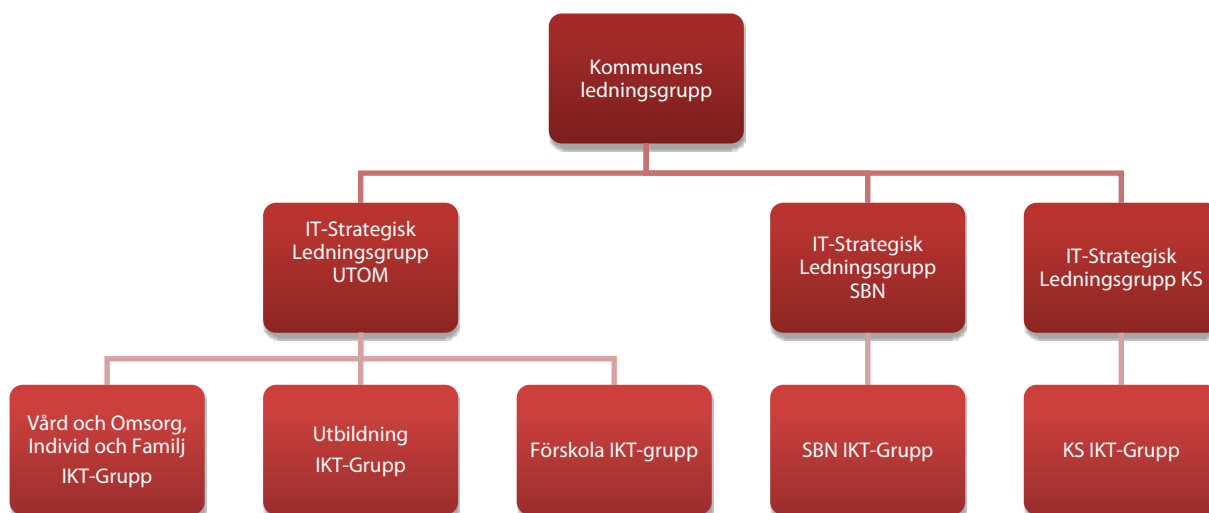 Kommunens
ledningsgrupp
IT-Strategisk
Ledningsgrupp
UTOM
IT-Strategisk
Ledningsgrupp
SBN
IT-Strategisk
Ledningsgrupp KS
Vård och Omsorg,
Individ och Familj
IKT-Grupp
Utbildning
IKT-Grupp
Förskola IKT-grupp
SBN IKT-Grupp
KS IKT-Grupp